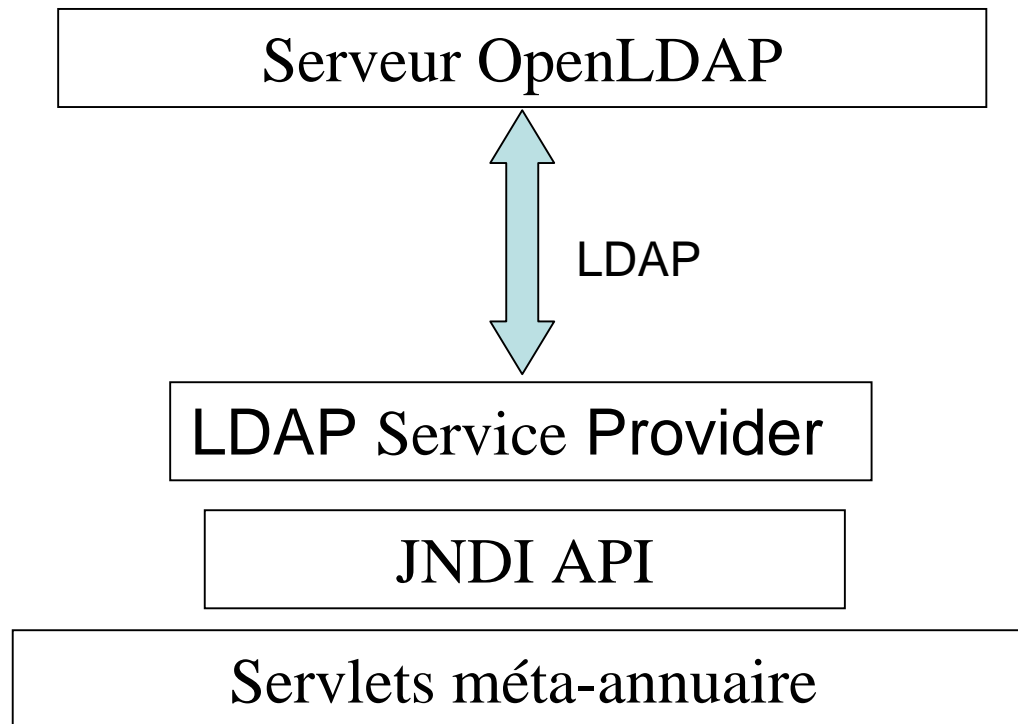 Serveur OpenLDAP
LDAP
LDAP Service Provider
JNDI API
Servlets méta-annuaire